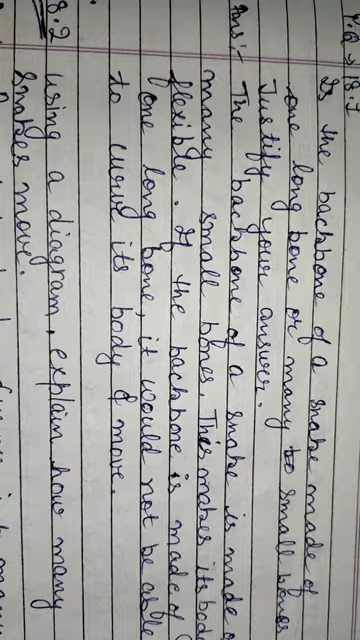 8.1
Is the backbone of a snake made of
one long bone or many to small bones
Justify your answer.
Ans:- The backbone of a snake is made
many small bones. This makes its bod
flexible. If the backbone is made of
one long bone, it would not be able
to curve its body & move.
8.2 using a diagram, explain how many
snakes move.